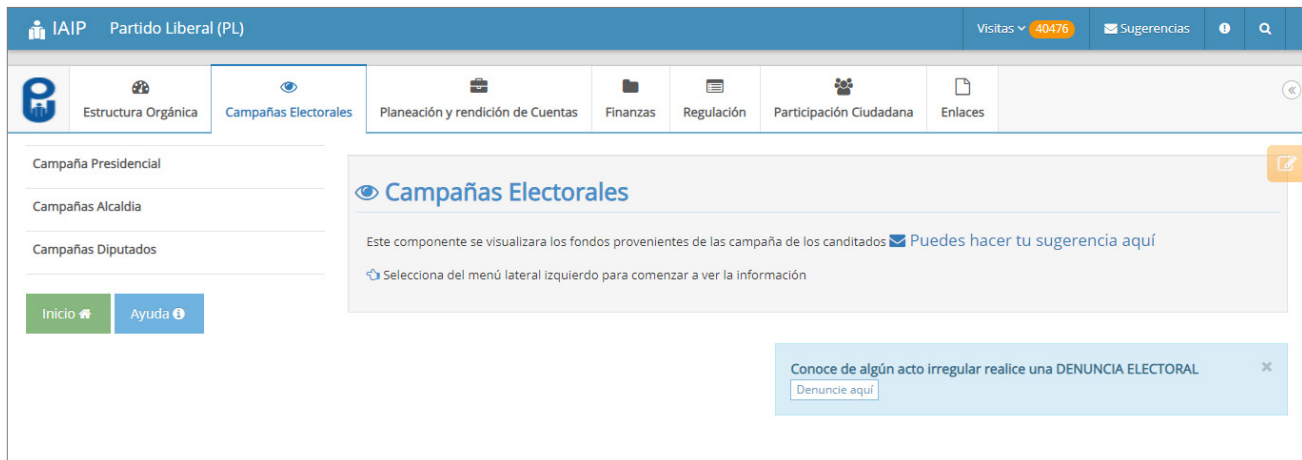 IAIP Partido Liberal (PL) Visitas 40476 Sugerencias
Estructura Orgánica Campañas Electorales Planeación y rendición de Cuentas Finanzas Regulación Participación Ciudadana Enlaces
Campaña Presidencial
Campañas Alcaldia
Campañas Diputados
Inicio Ayuda
Campañas Electorales
Este componente se visualizara los fondos provenientes de las campaña de los canditados Puedes hacer tu sugerencia aquí
Selecciona del menú lateral izquierdo para comenzar a ver la información
Conoce de algún acto irregular realice una DENUNCIA ELECTORAL
Denuncie aquí